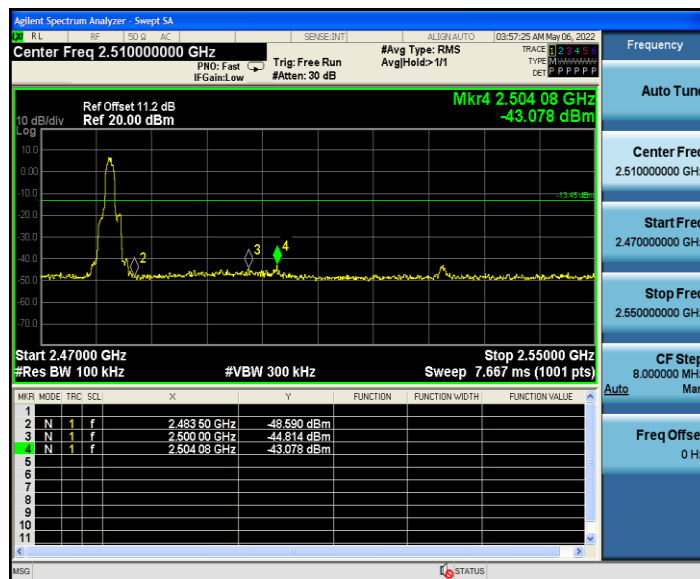 Agilent Spectrum Analyzer - Swept SA
RL RF 50 Ω AC SENSE:INT ALIGN AUTO 03:57:25 AM May 06, 2022
Center Freq 2.510000000 GHz
PNO: Fast
IFGain:Low
Trig: Free Run
#Atten: 30 dB
#Avg Type: RMS
Avg|Hold:> 1/1
TRACE 1 2 3 4 5 6
TYPE M W W W W W
DET P P P P P P
Frequency
Mkr4 2.504 08 GHz
-43.078 dBm
Ref Offset 11.2 dB
Ref 20.00 dBm
10 dB/div
Log
10.0
0.00
-10.0
-20.0
-30.0
-40.0
-50.0
-60.0
-70.0
-13.45 dBm
2
3
4
Start 2.47000 GHz
Stop 2.55000 GHz
#Res BW 100 kHz
#VBW 300 kHz
Sweep 7.667 ms (1001 pts)
MKR MODE TRC SCL X Y FUNCTION FUNCTION WIDTH FUNCTION VALUE
1
2 N 1 f 2.483 50 GHz -48.590 dBm
3 N 1 f 2.500 00 GHz -44.814 dBm
4 N 1 f 2.504 08 GHz -43.078 dBm
5
6
7
8
9
10
11
MSG
STATUS
Auto Tune
Center Freq
2.510000000 GHz
Start Freq
2.470000000 GHz
Stop Freq
2.550000000 GHz
CF Step
8.000000 MHz
Auto Man
Freq Offset
0 Hz